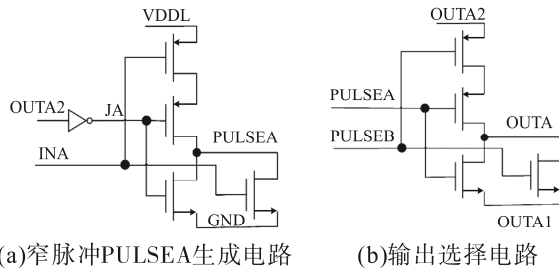 VDDL
OUTA2
JA
PULSEA
INA
GND
(a)窄脉冲PULSEA生成电路
OUTA2
PULSEA
PULSEB
OUTA
OUTA1
(b)输出选择电路